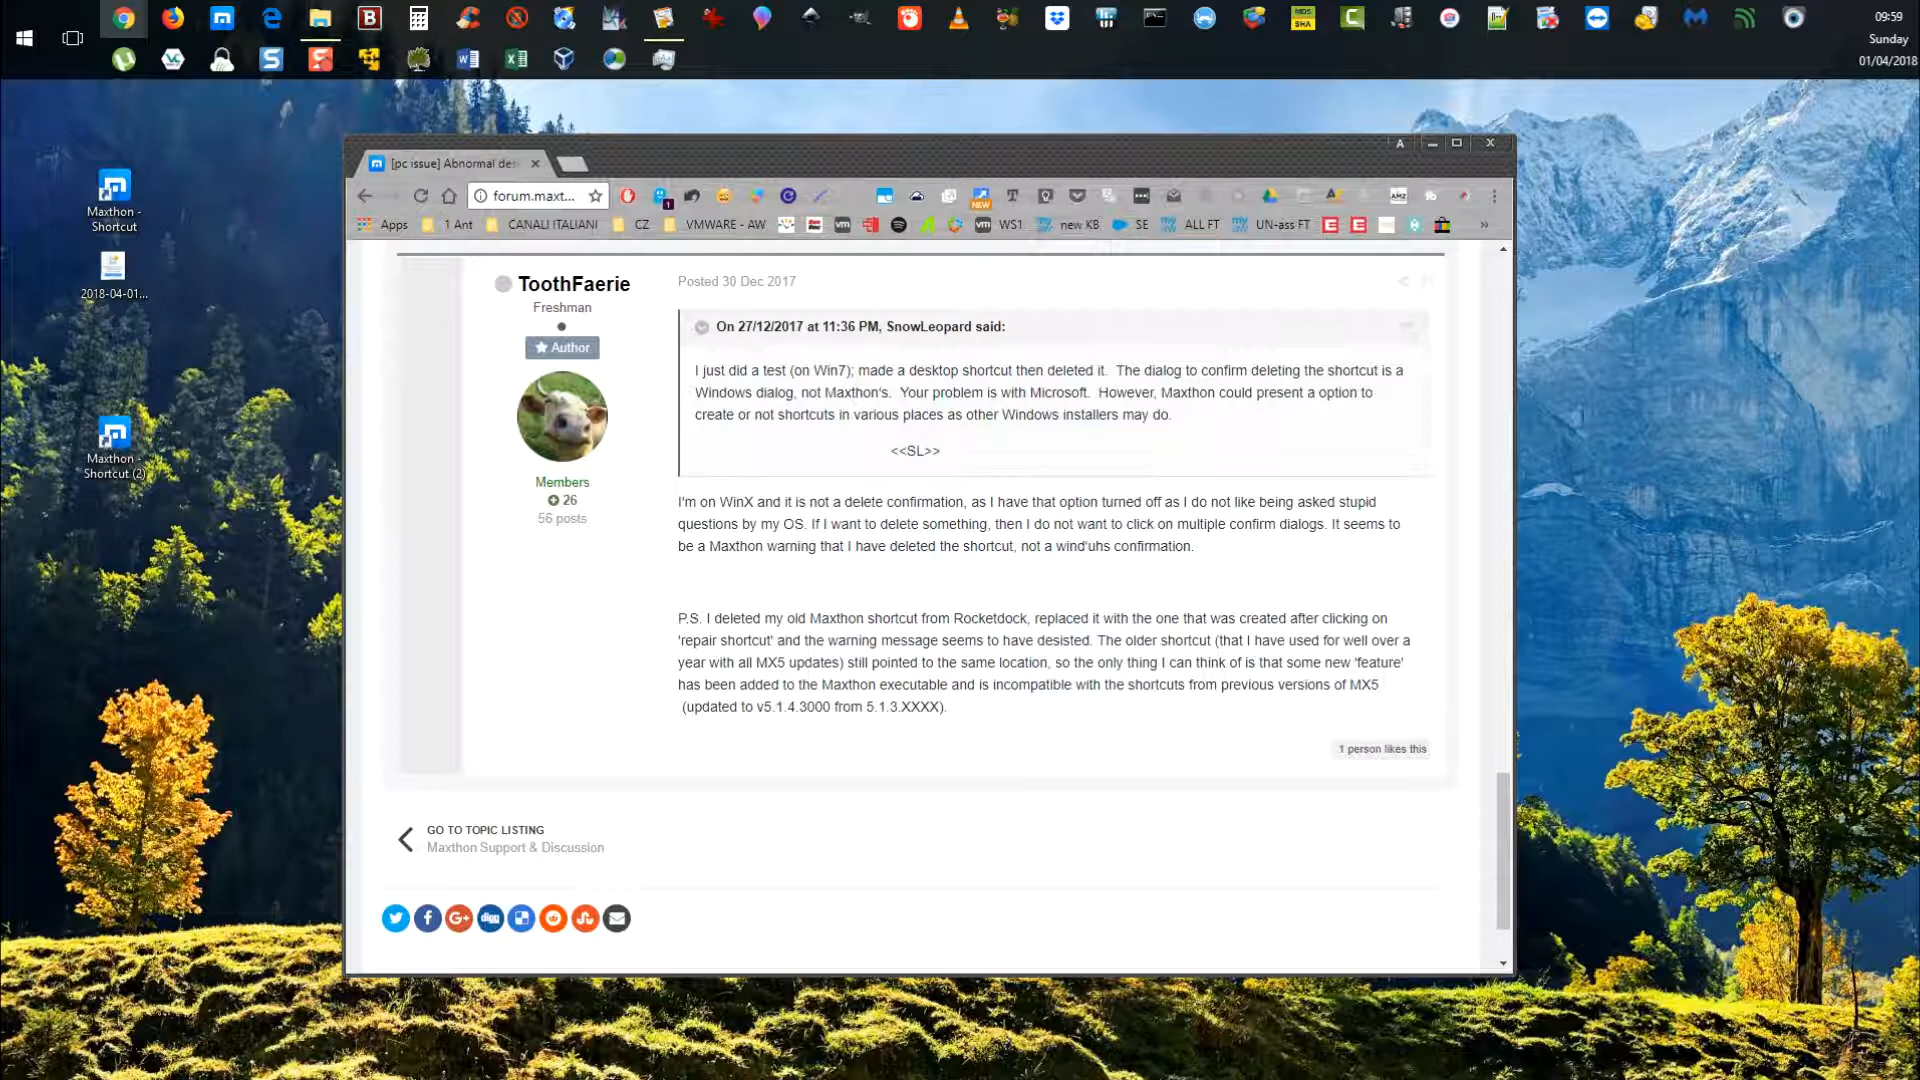 09:59
Sunday
01/04/2018
Maxthon -
Shortcut
2018-04-01...
Maxthon -
Shortcut (2)
[pc issue] Abnormal de
A
forum.maxt...
1
NEW
AMZ
Apps
1 Ant
CANALI ITALIANI
CZ
VMWARE - AW
vm
vm
WS1
new KB
SE
ALL FT
UN-ass FT
»
ToothFaerie
Freshman
Author
Members
26
56 posts
Posted 30 Dec 2017
On 27/12/2017 at 11:36 PM, SnowLeopard said:
I just did a test (on Win7); made a desktop shortcut then deleted it. The dialog to confirm deleting the shortcut is a
Windows dialog, not Maxthon's. Your problem is with Microsoft. However, Maxthon could present a option to
create or not shortcuts in various places as other Windows installers may do.
<<SL>>
I'm on WinX and it is not a delete confirmation, as I have that option turned off as I do not like being asked stupid
questions by my OS. If I want to delete something, then I do not want to click on multiple confirm dialogs. It seems to
be a Maxthon warning that I have deleted the shortcut, not a wind'uhs confirmation.
P.S. I deleted my old Maxthon shortcut from Rocketdock, replaced it with the one that was created after clicking on
'repair shortcut' and the warning message seems to have desisted. The older shortcut (that I have used for well over a
year with all MX5 updates) still pointed to the same location, so the only thing I can think of is that some new 'feature'
has been added to the Maxthon executable and is incompatible with the shortcuts from previous versions of MX5
(updated to v5.1.4.3000 from 5.1.3.XXXX).
1 person likes this
GO TO TOPIC LISTING
Maxthon Support & Discussion
digg